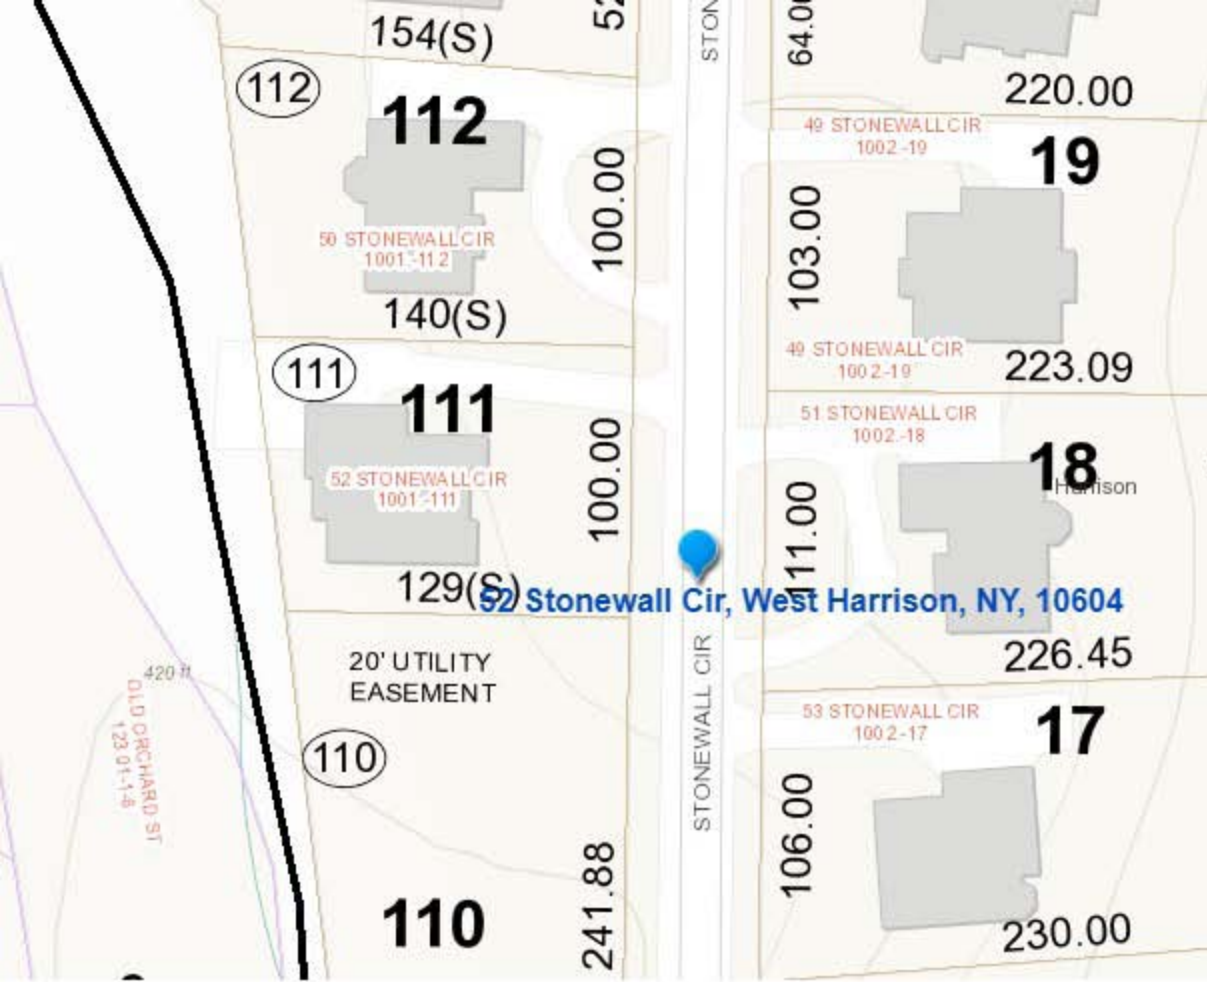 154(S)
52
STON
64.00
220.00
112
112
49 STONEWALL CIR
1002-19
19
100.00
103.00
50 STONEWALL CIR
1001-112
140(S)
49 STONEWALL CIR
1002-19
223.09
111
111
51 STONEWALL CIR
1002-18
18
Harrison
52 STONEWALL CIR
1001-111
100.00
111.00
129(S)
52 Stonewall Cir, West Harrison, NY, 10604
226.45
20' UTILITY
EASEMENT
420 ft
OLD ORCHARD ST
123.01-1-6
STONEWALL CIR
53 STONEWALL CIR
1002-17
17
110
106.00
241.88
110
230.00